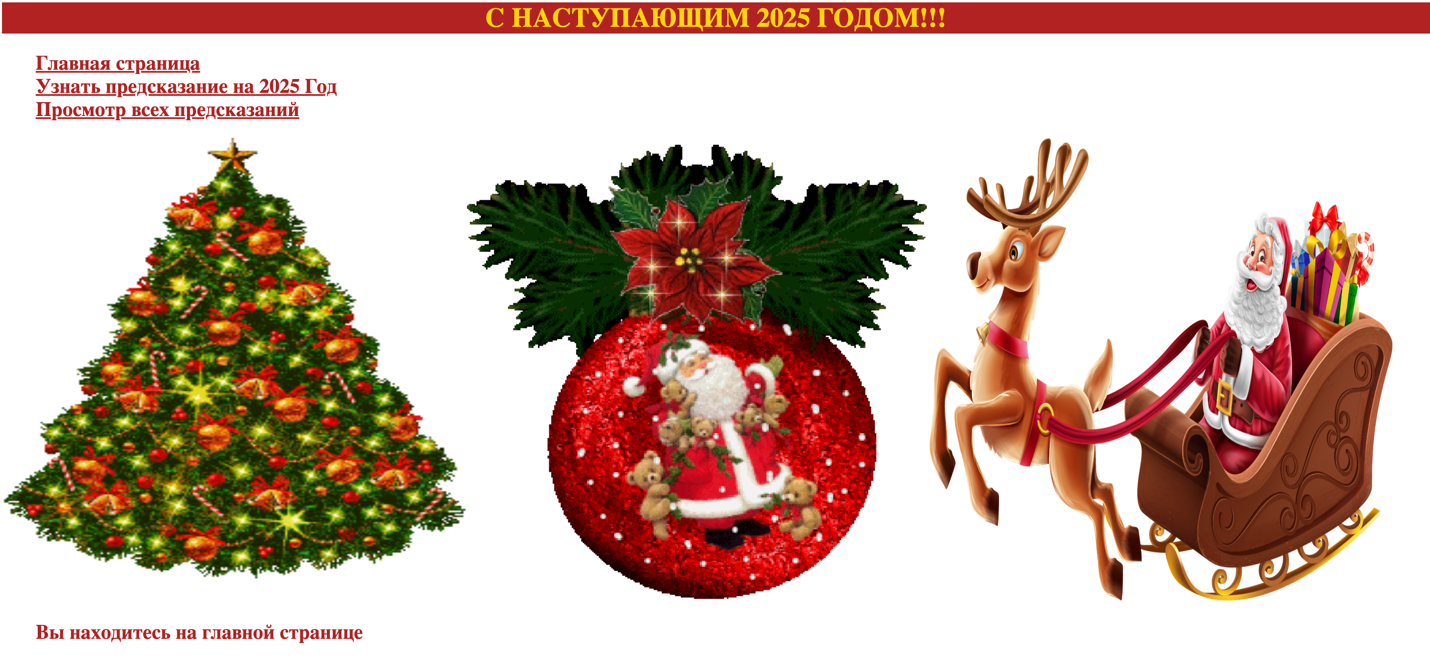 С НАСТУПАЮЩИМ 2025 ГОДОМ!!!
Главная страница
Узнать предсказание на 2025 Год
Просмотр всех предсказаний
Вы находитесь на главной странице